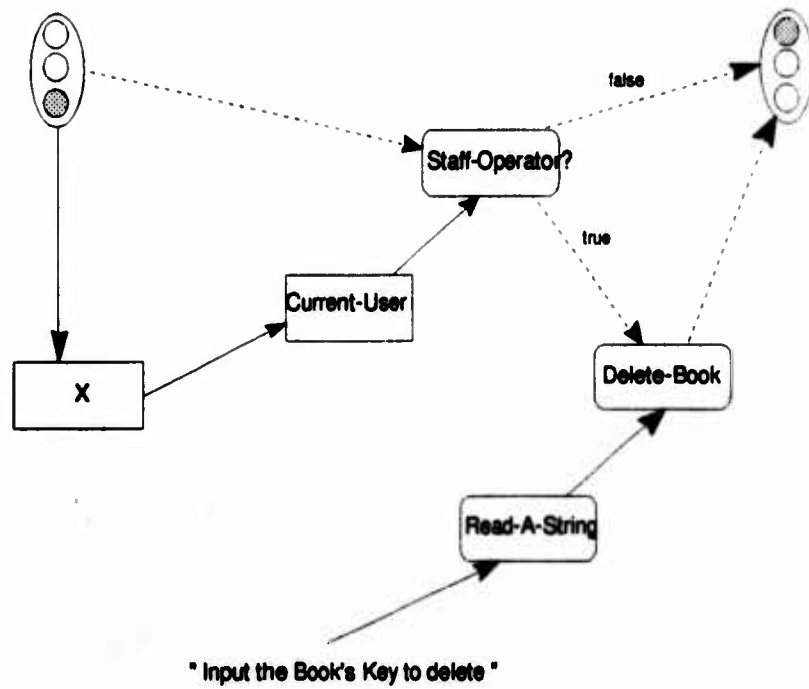 false
Staff-Operator?
true
Current-User
X
Delete-Book
Read-A-String
" Input the Book's Key to delete "